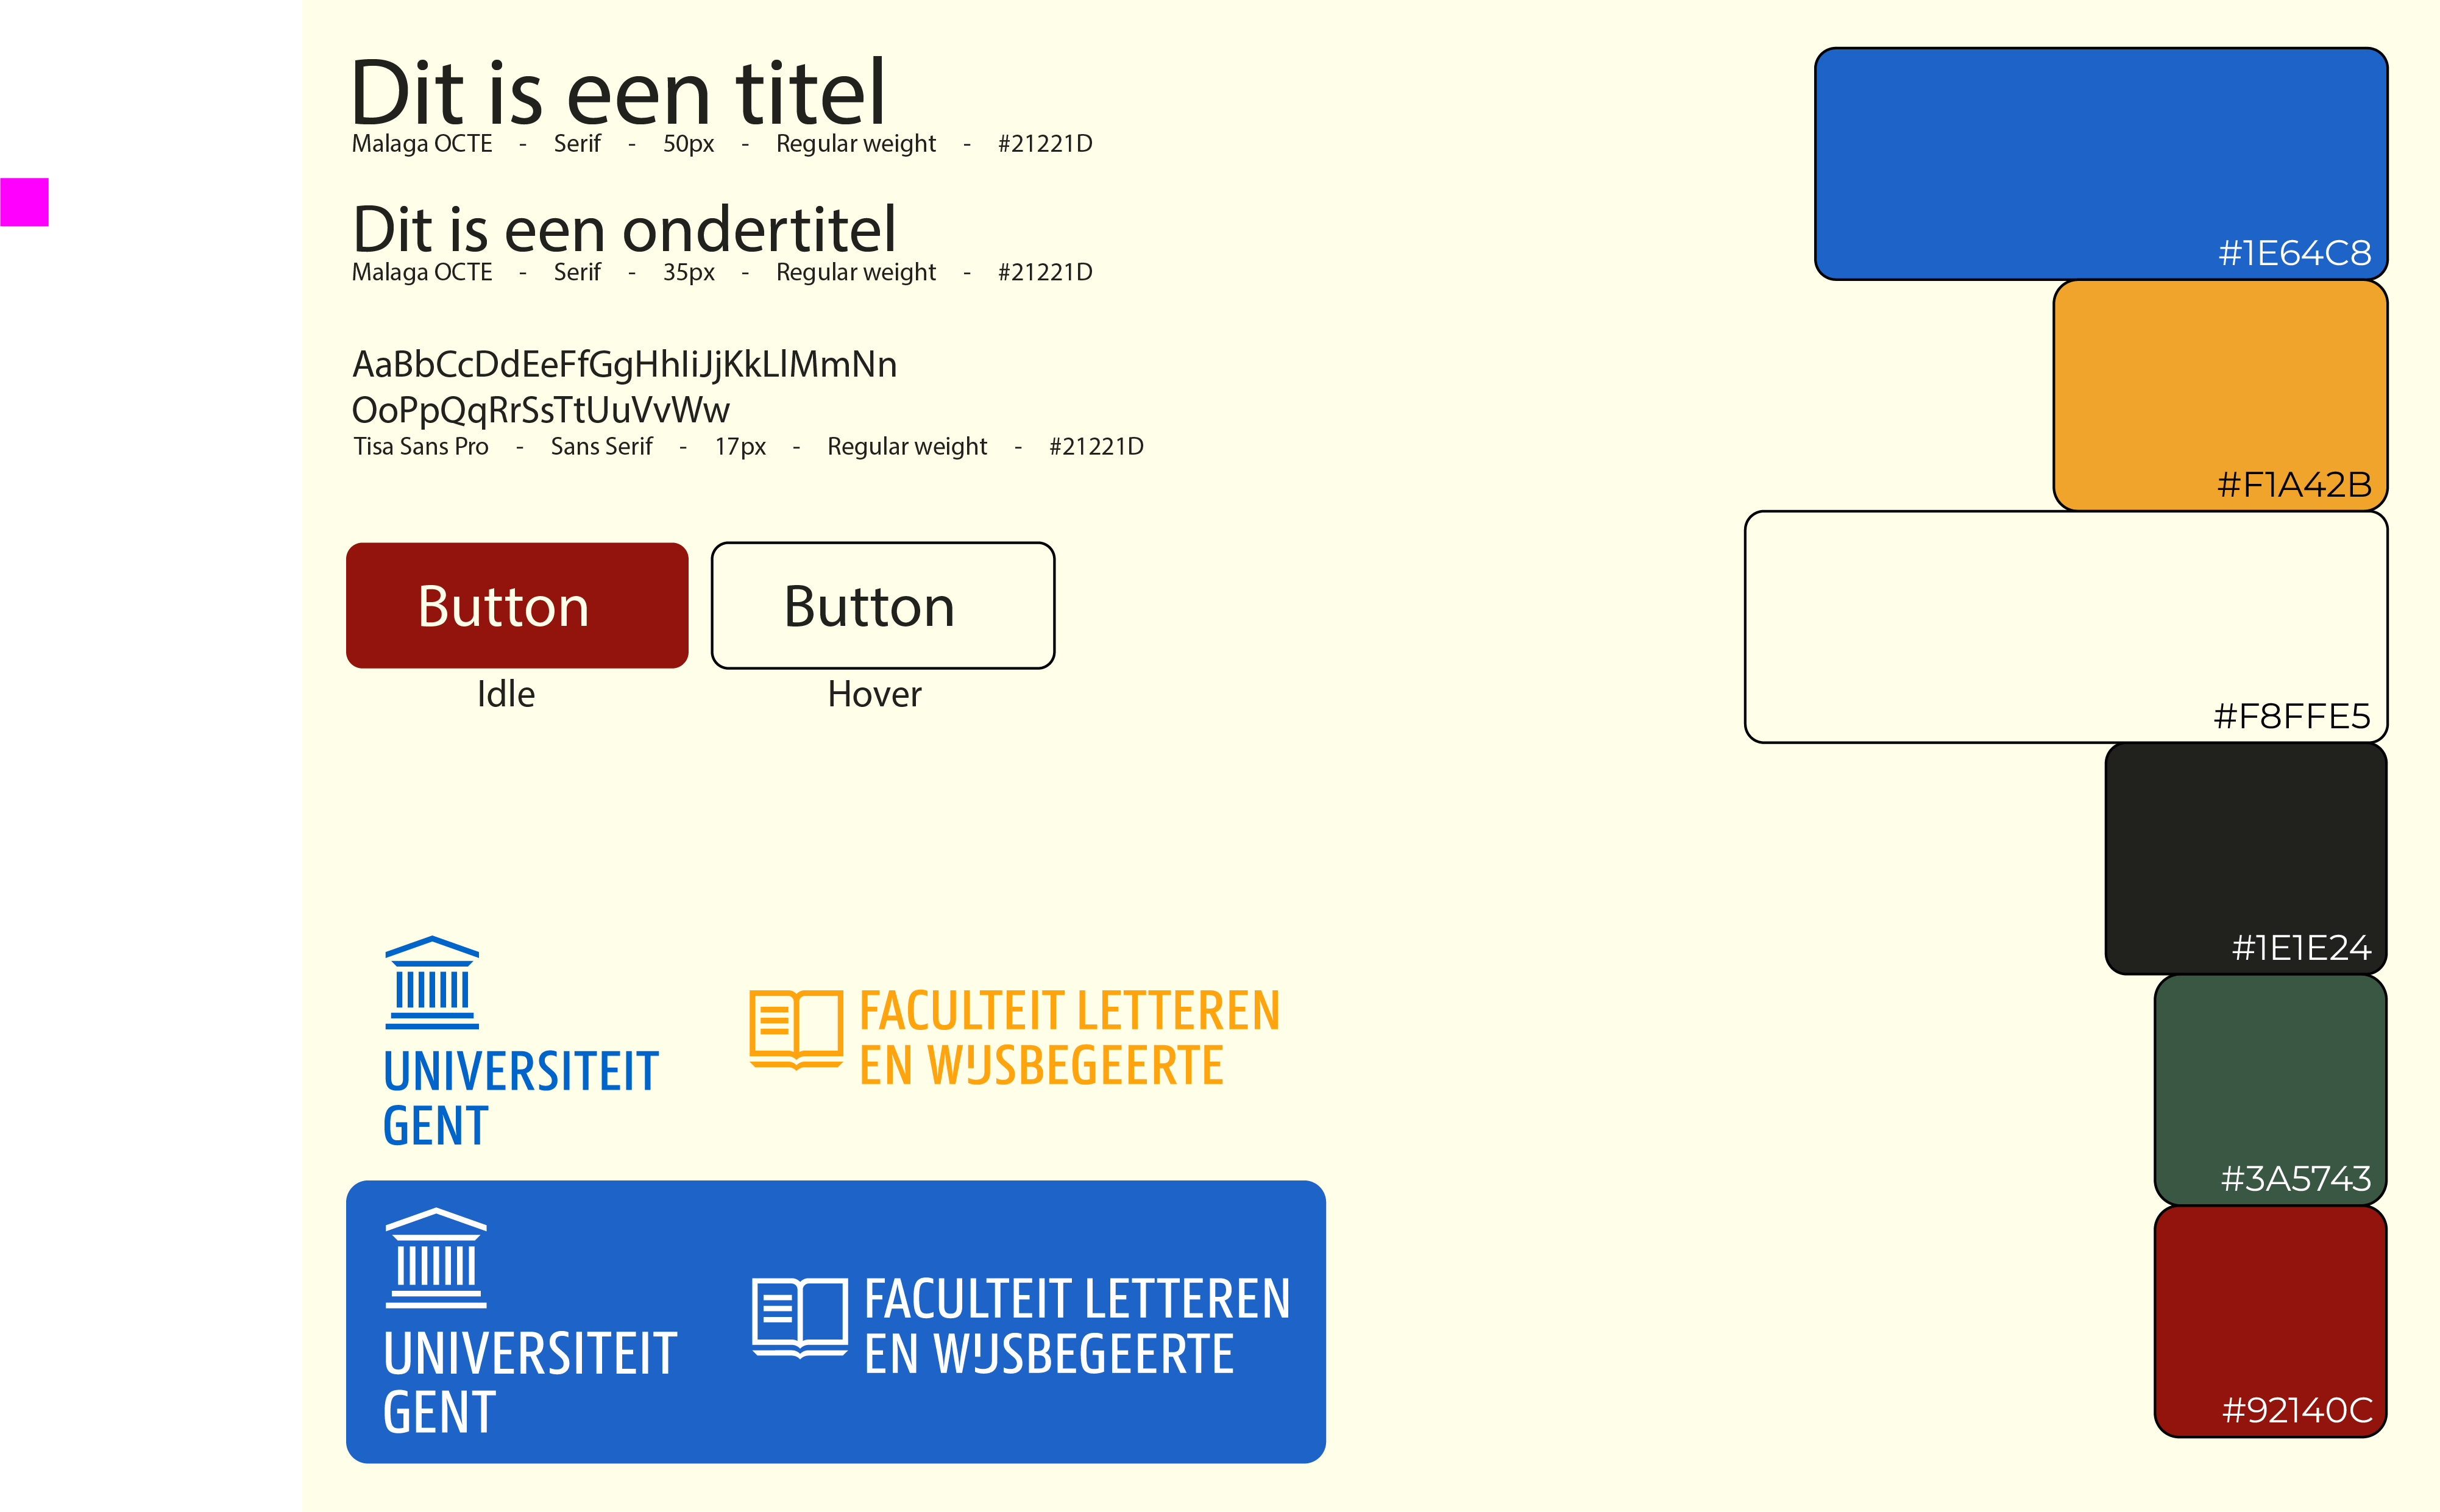 Dit is een titel
Malaga OCTE - Serif - 50px - Regular weight - #21221D
Dit is een ondertitel
Malaga OCTE - Serif - 35px - Regular weight - #21221D
AaBbCcDdEeFfGgHhIiJjKkLlMmNn
OoPpQqRrSsTtUuVvWw
Tisa Sans Pro - Sans Serif - 17px - Regular weight - #21221D
Button
Button
Idle
Hover
UNIVERSITEIT
GENT
FACULTEIT LETTEREN
EN WIJSBEGEERTE
UNIVERSITEIT
GENT
FACULTEIT LETTEREN
EN WIJSBEGEERTE
#1E64C8
#F1A42B
#F8FFE5
#1E1E24
#3A5743
#92140C